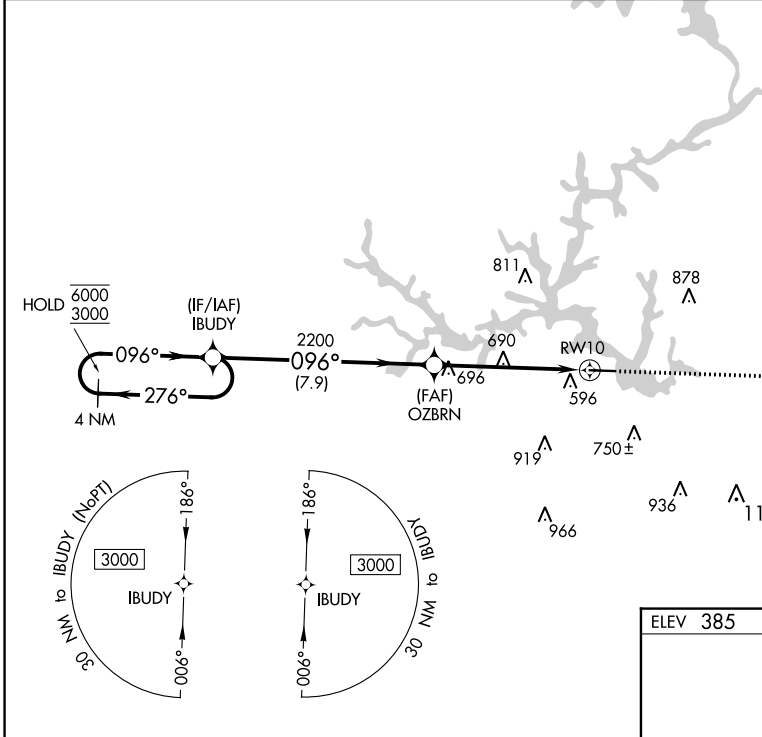 811
878
HOLD 6000
3000
(IF/IAF)
IBUDY
2200
690
RW10
096°
096°
(7.9)
696
596
276°
(FAF)
OZBRN
4 NM
919
750±
936
11
966
30 NM to IBUDY (NoPT)
186°
3000
IBUDY
006°
186°
3000
IBUDY
006°
30 NM to IBUDY
ELEV 385